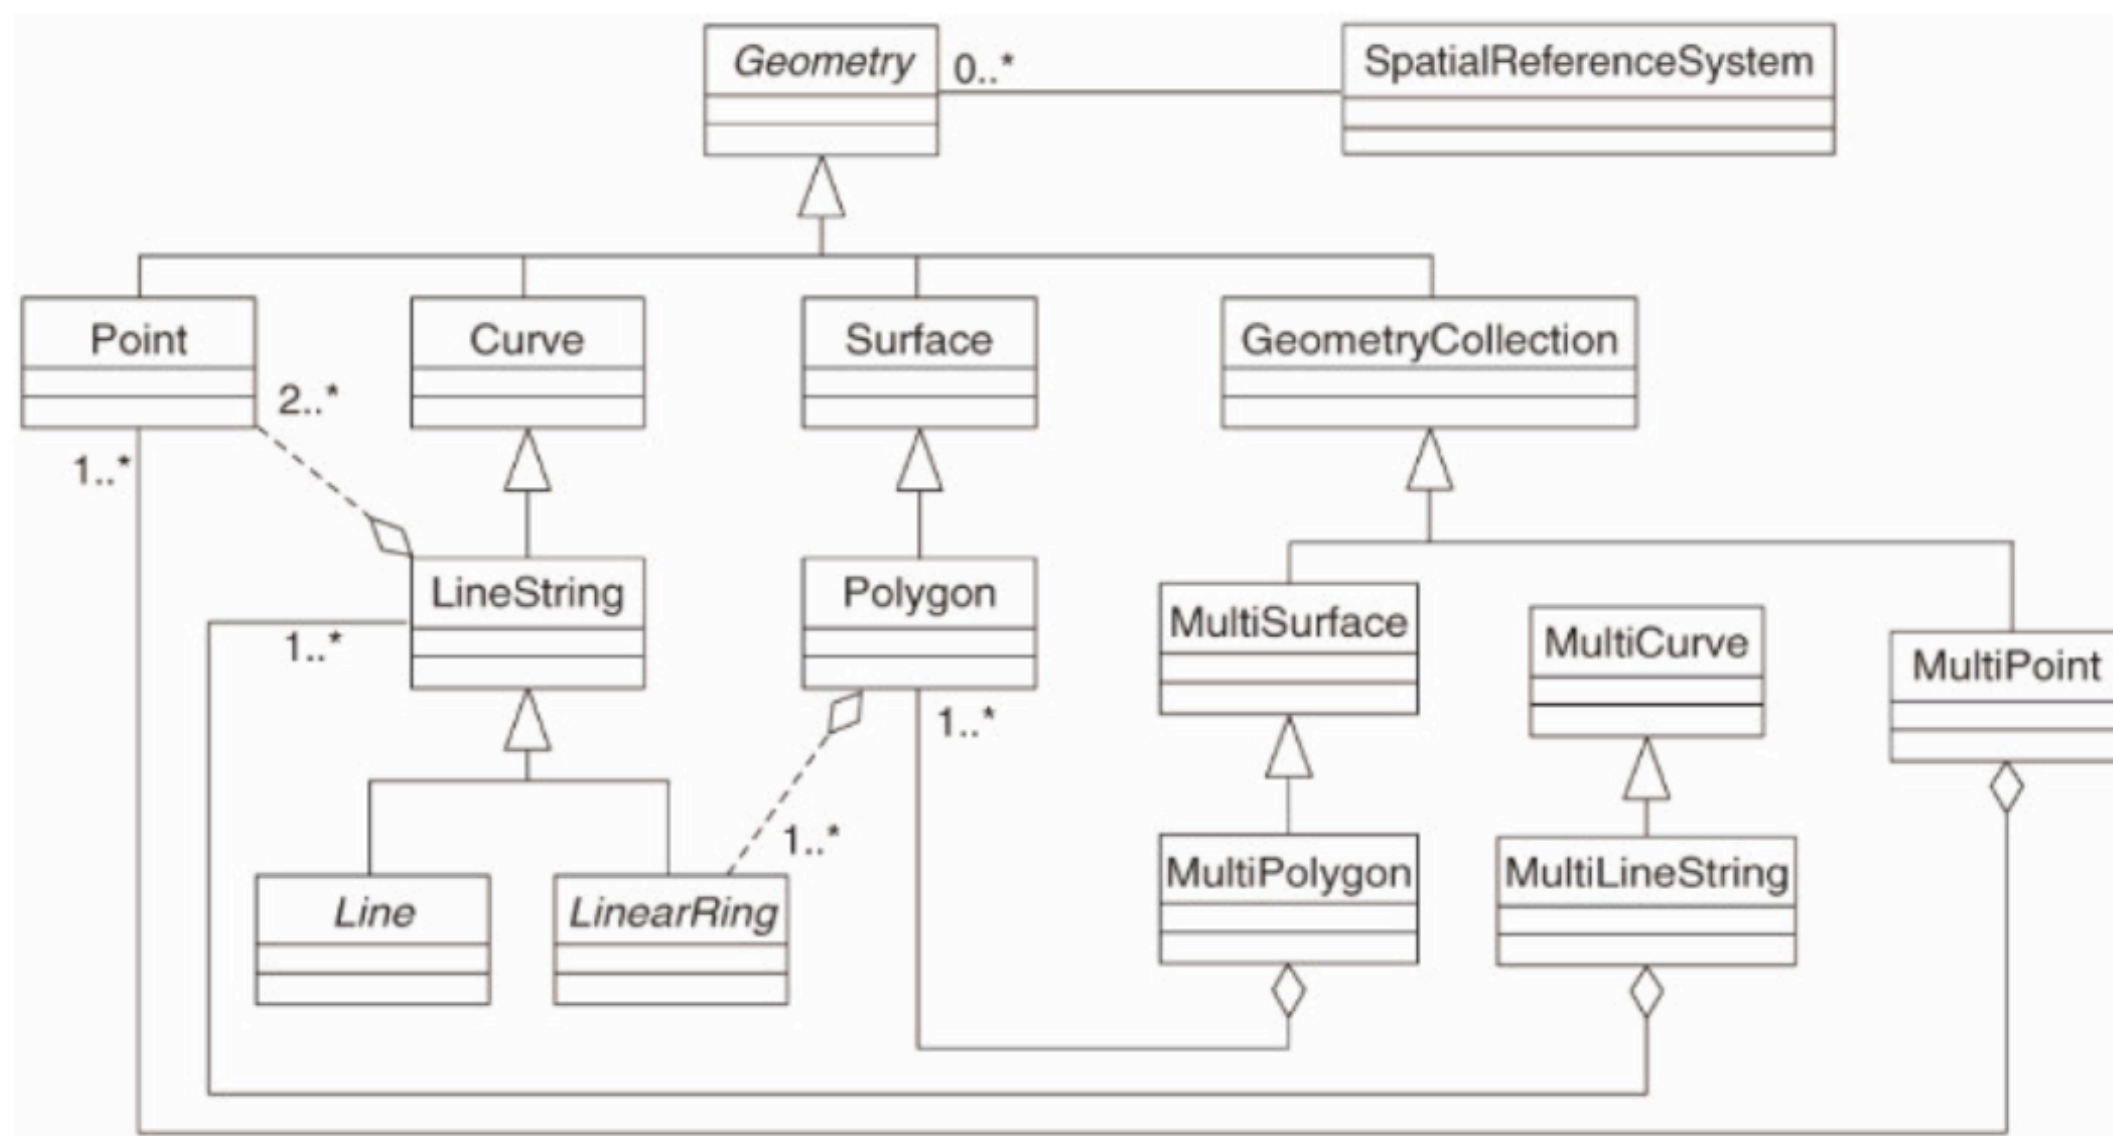 Geometry
0..*
SpatialReferenceSystem
Point
Curve
Surface
GeometryCollection
2..*
1..*
LineString
1..*
Polygon
1..*
MultiSurface
MultiCurve
MultiPoint
1..*
Line
LinearRing
MultiPolygon
MultiLineString